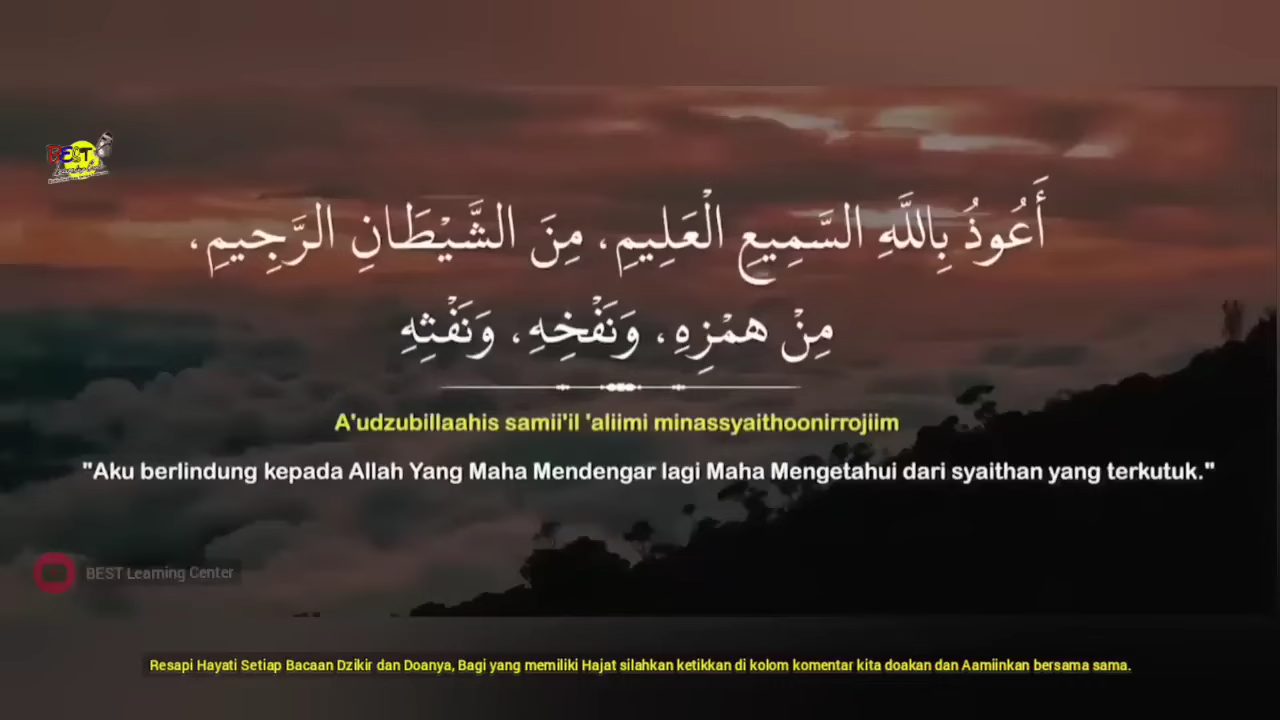 BEST
أَعُوذُ بِاللَّهِ السَّمِيعِ الْعَلِيمِ، مِنَ الشَّيْطَانِ الرَّجِيمِ،
مِنْ هَمْزِهِ، وَنَفْخِهِ، وَنَفْثِهِ
A'udzubillaahis samii'il 'aliimi minassyaithoonirrojiim
"Aku berlindung kepada Allah Yang Maha Mendengar lagi Maha Mengetahui dari syaithan yang terkutuk."
BEST Learning Center
Resapi Hayati Setiap Bacaan Dzikir dan Doanya, Bagi yang memiliki Hajat silahkan ketikkan di kolom komentar kita doakan dan Aamiinkan bersama sama.